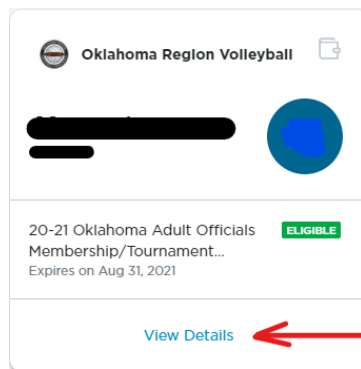 Oklahoma Region Volleyball
20-21 Oklahoma Adult Officials
ELIGIBLE
Membership/Tournament...
Expires on Aug 31, 2021
View Details